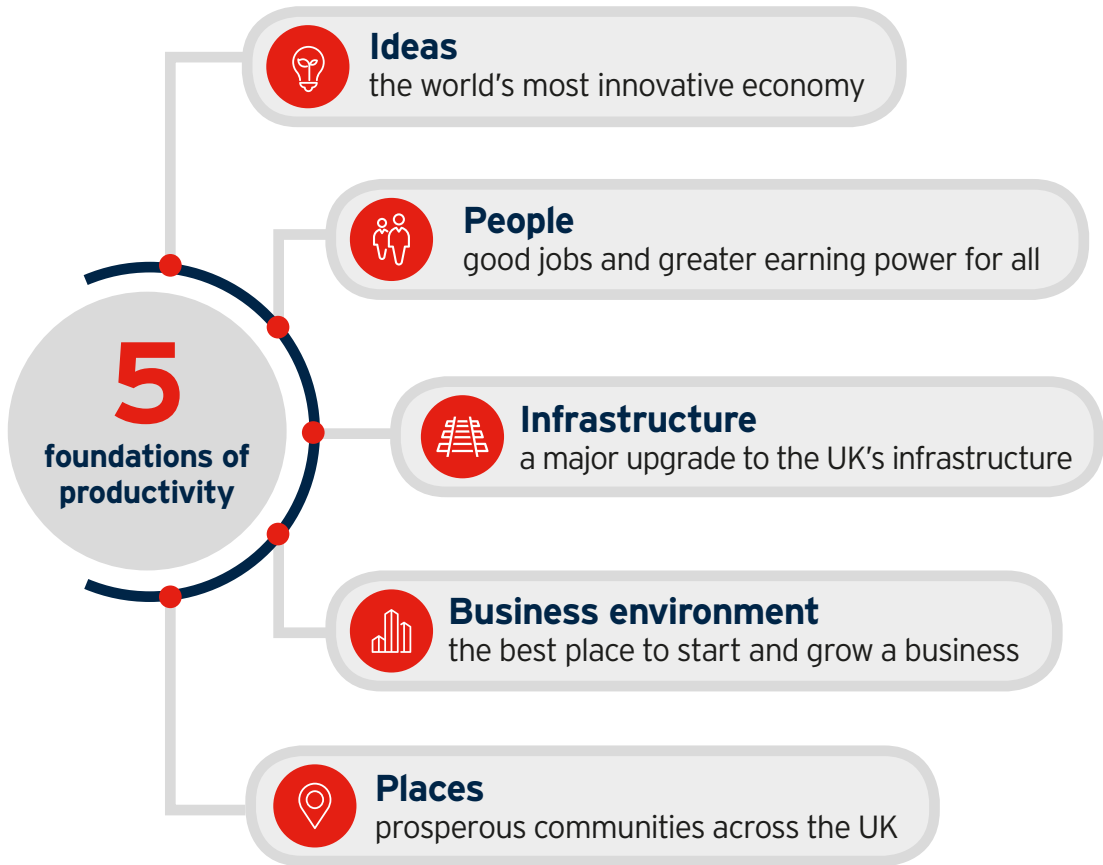 Ideas
the world's most innovative economy
People
good jobs and greater earning power for all
5
foundations of
productivity
Infrastructure
a major upgrade to the UK's infrastructure
Business environment
the best place to start and grow a business
Places
prosperous communities across the UK